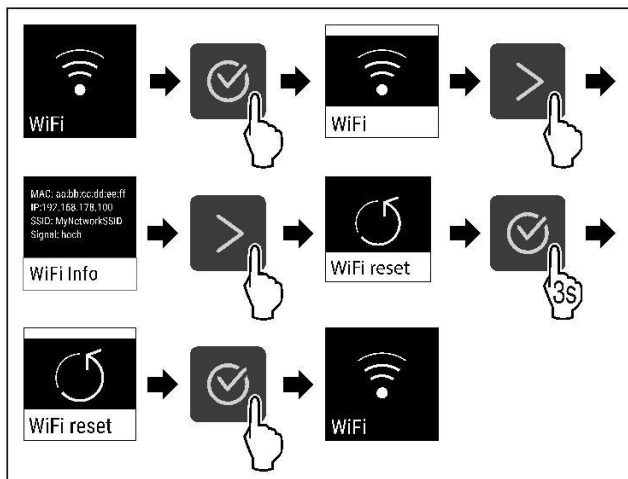 WiFi
WiFi
MAC: aa:bb:cc:dd:ee:ff
IP:192.168.178.100
SSID: MyNetworkSSID
Signal: hoch
WiFi Info
WiFi reset
3s
WiFi reset
WiFi